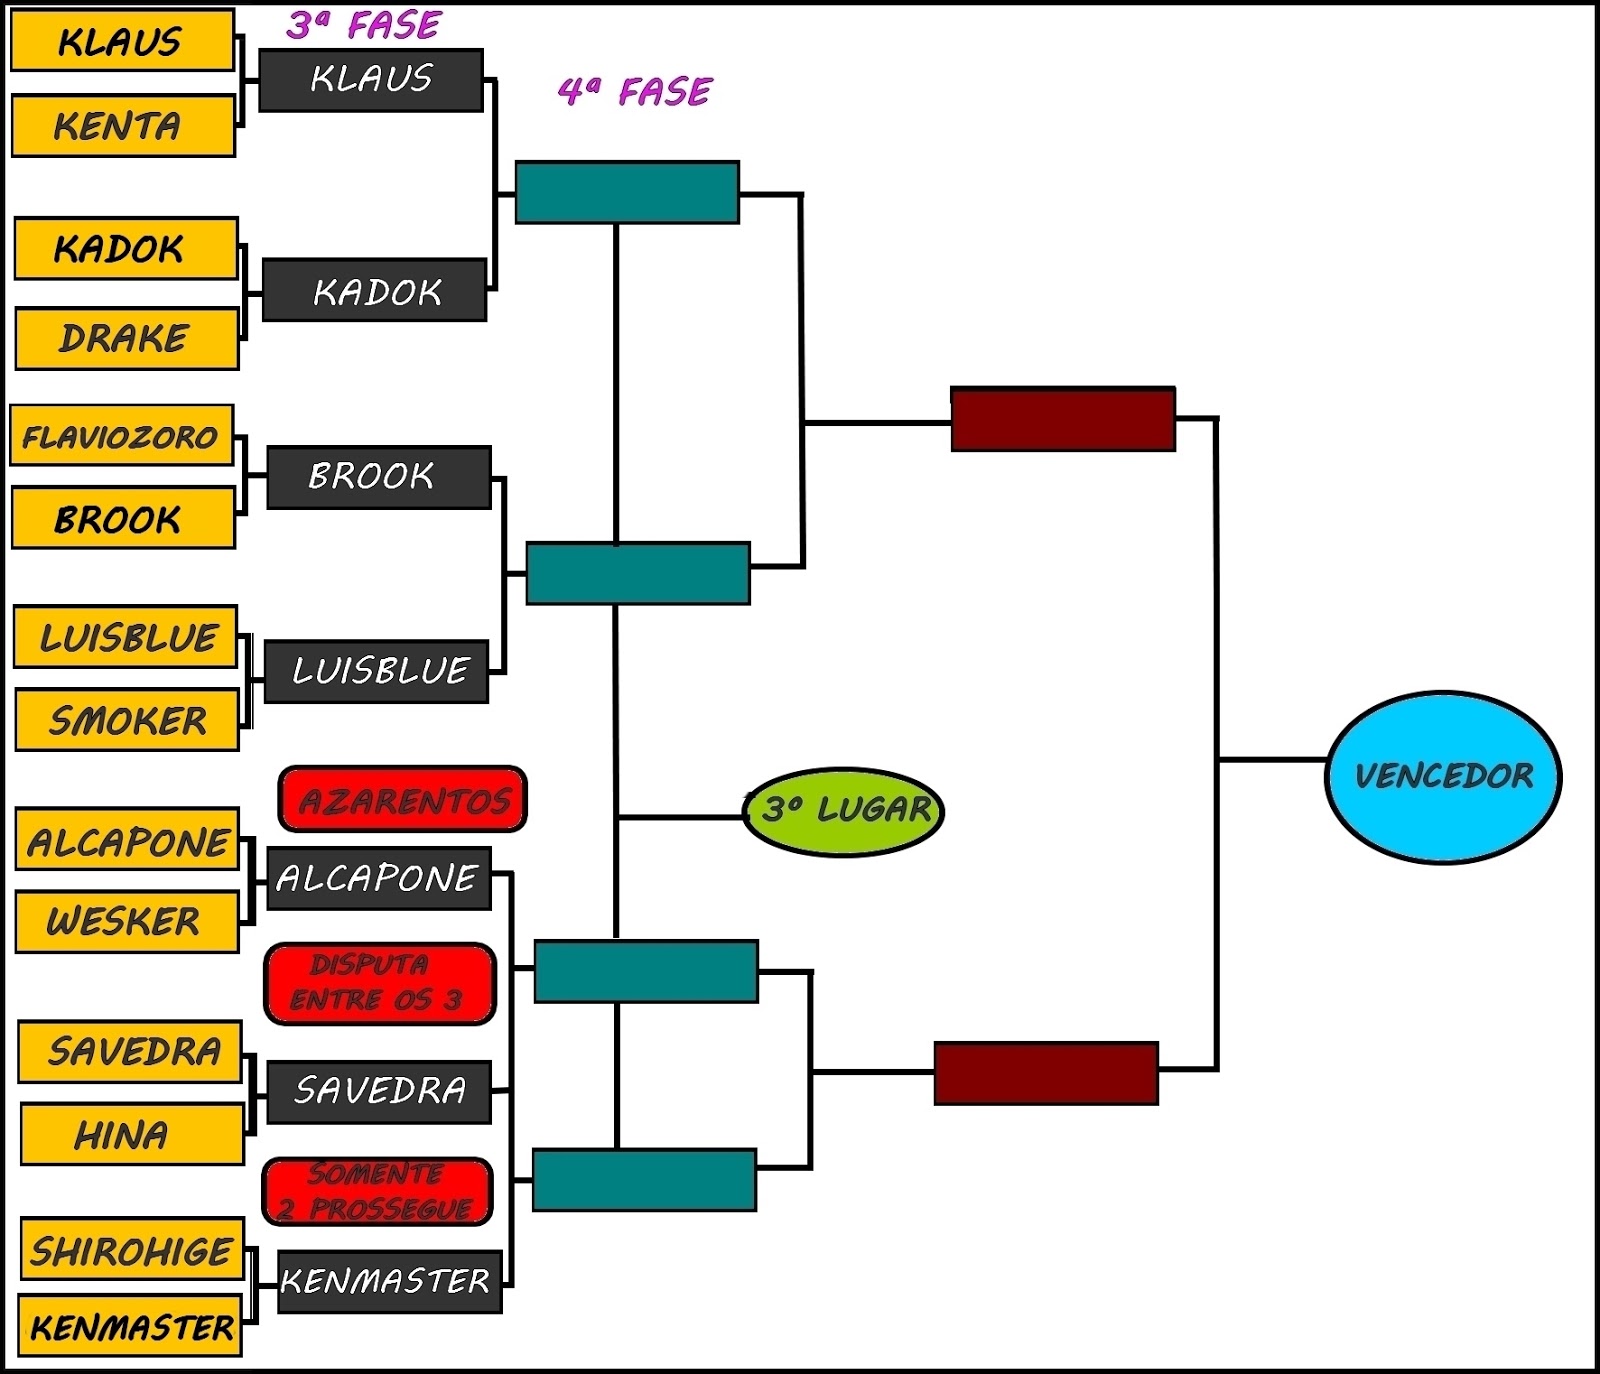 3ª FASE
4ª FASE
KLAUS
KENTA
KLAUS
KADOK
DRAKE
KADOK
FLAVIOZORO
BROOK
BROOK
LUISBLUE
SMOKER
LUISBLUE
AZARENTOS
ALCAPONE
WESKER
ALCAPONE
DISPUTA
ENTRE OS 3
SAVEDRA
HINA
SAVEDRA
SOMENTE
2 PROSSEGUE
SHIROHIGE
KENMASTER
KENMASTER
3º LUGAR
VENCEDOR